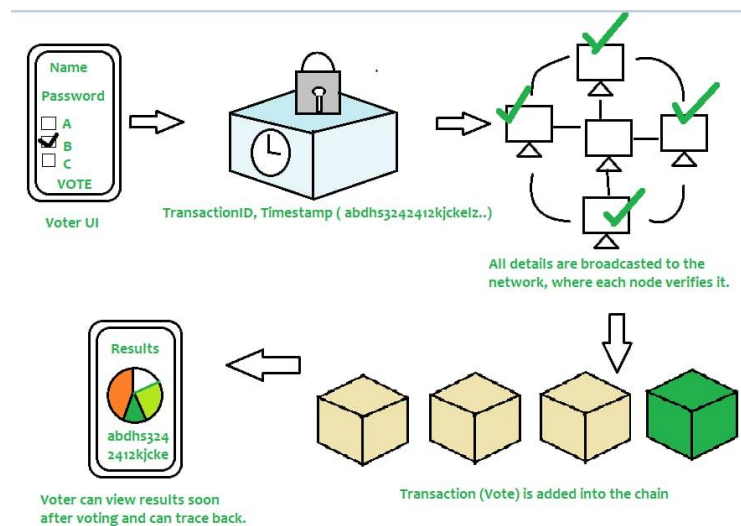 Name
Password
A
B
C
VOTE
Voter UI
TransactionID, Timestamp ( abdhs3242412kjckelz..)
All details are broadcasted to the
network, where each node verifies it.
Results
abdhs324
2412kjcke
Voter can view results soon
after voting and can trace back.
Transaction (Vote) is added into the chain